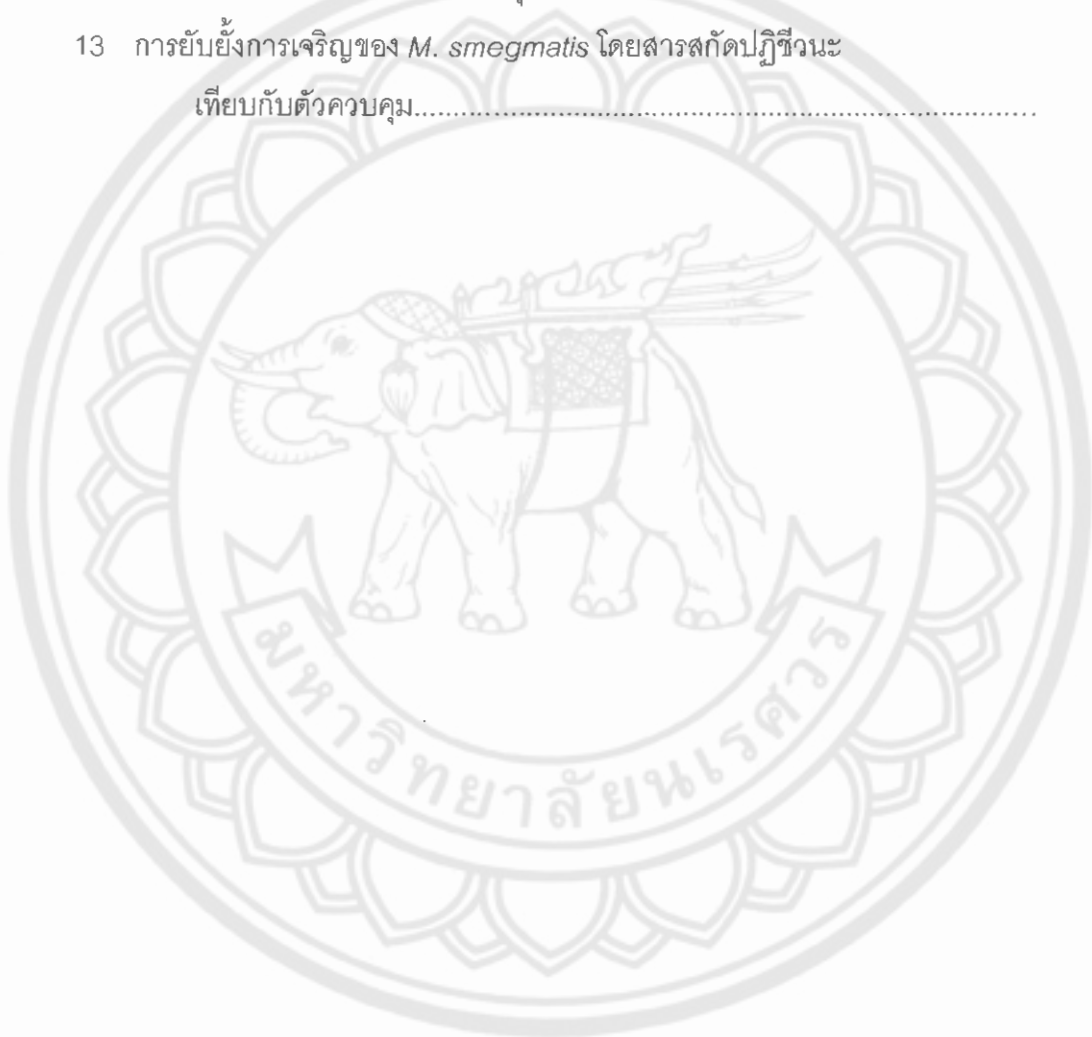 13 การยับยั้งการเจริญของ M. smegmatis โดยสารสกัดปฏิชีวนะ
เทียบกับตัวควบคุม................................................................................
มหาวิทยาลัยนเรศวร